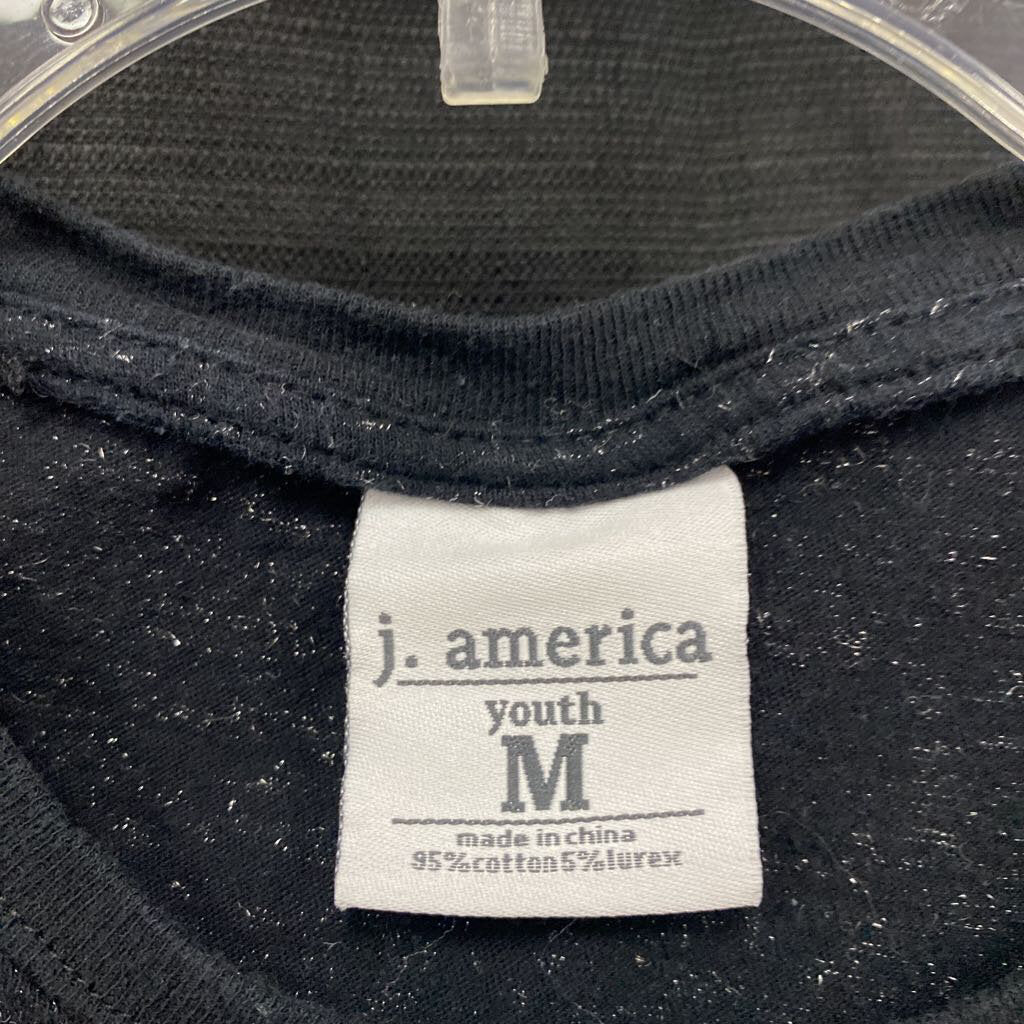 j. america
youth
M
made in china
95%cotton5%lurex